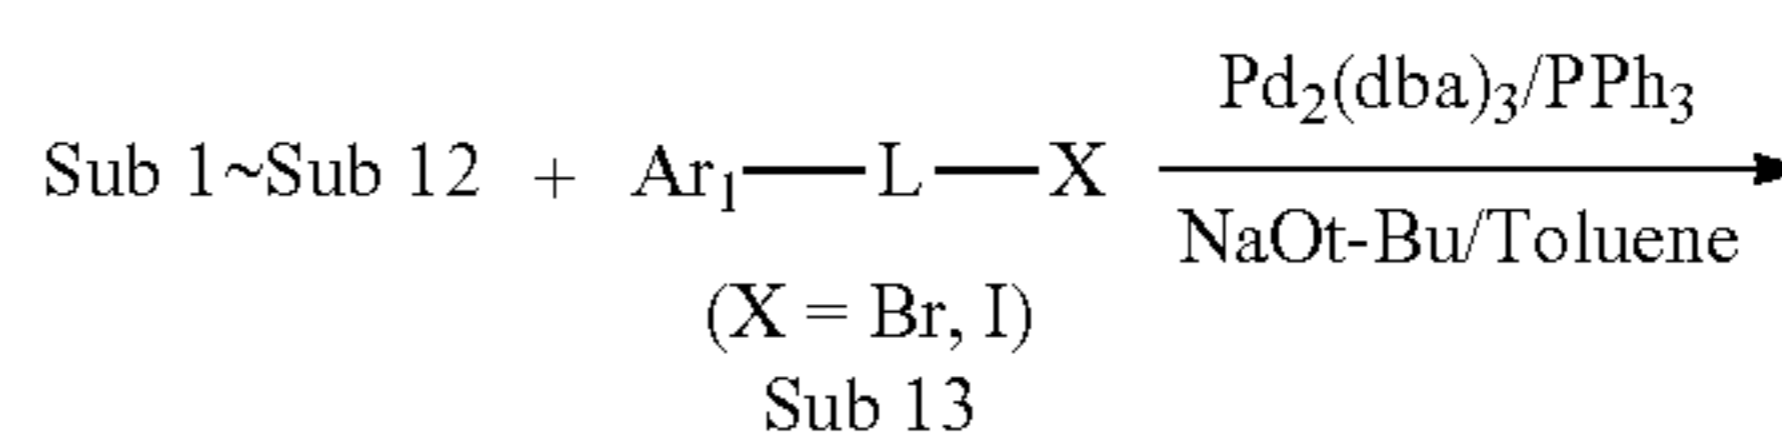 Pd2(dba)3/PPh3
Sub 1~Sub 12 + Ar1—L—X
NaOt-Bu/Toluene
(X = Br, I)
Sub 13